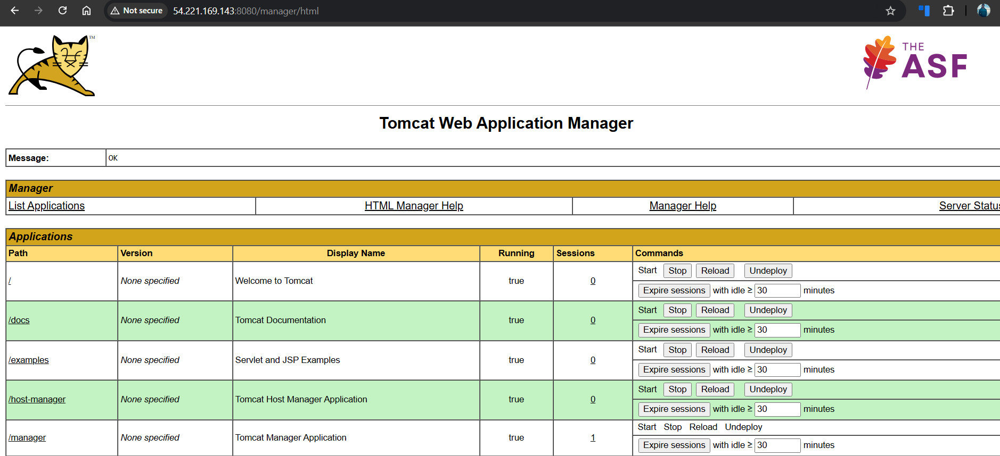 Not secure 54.221.169.143:8080/manager/html
TM
THE
ASF
Tomcat Web Application Manager
Message: OK
Manager
List Applications HTML Manager Help Manager Help Server Status
Applications
Path Version Display Name Running Sessions Commands
/ None specified Welcome to Tomcat true 0 Start Stop Reload Undeploy
Expire sessions with idle ≥ 30 minutes
/docs None specified Tomcat Documentation true 0 Start Stop Reload Undeploy
Expire sessions with idle ≥ 30 minutes
/examples None specified Servlet and JSP Examples true 0 Start Stop Reload Undeploy
Expire sessions with idle ≥ 30 minutes
/host-manager None specified Tomcat Host Manager Application true 0 Start Stop Reload Undeploy
Expire sessions with idle ≥ 30 minutes
/manager None specified Tomcat Manager Application true 1 Start Stop Reload Undeploy
Expire sessions with idle ≥ 30 minutes